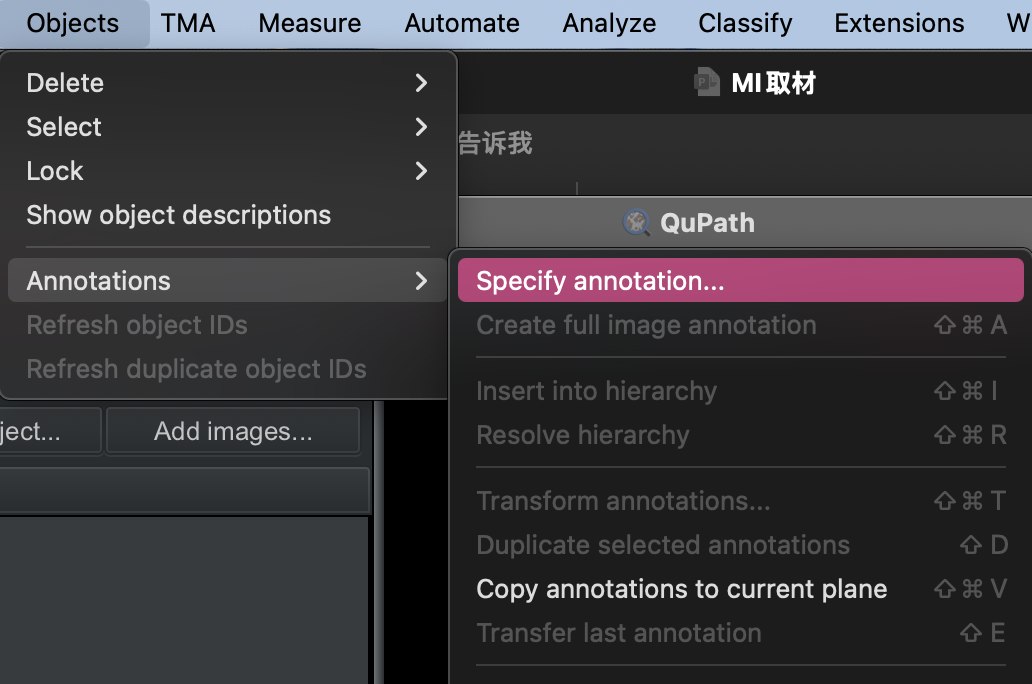 Objects TMA Measure Automate Analyze Classify Extensions W
Delete
Select
Lock
Show object descriptions
Annotations
Refresh object IDs
Refresh duplicate object IDs
ject...
Add images...
MI取材
告诉我
QuPath
Specify annotation...
Create full image annotation ⇧⌘A
Insert into hierarchy ⇧⌘I
Resolve hierarchy ⇧⌘R
Transform annotations... ⇧⌘T
Duplicate selected annotations ⇧D
Copy annotations to current plane ⇧⌘V
Transfer last annotation ⇧E